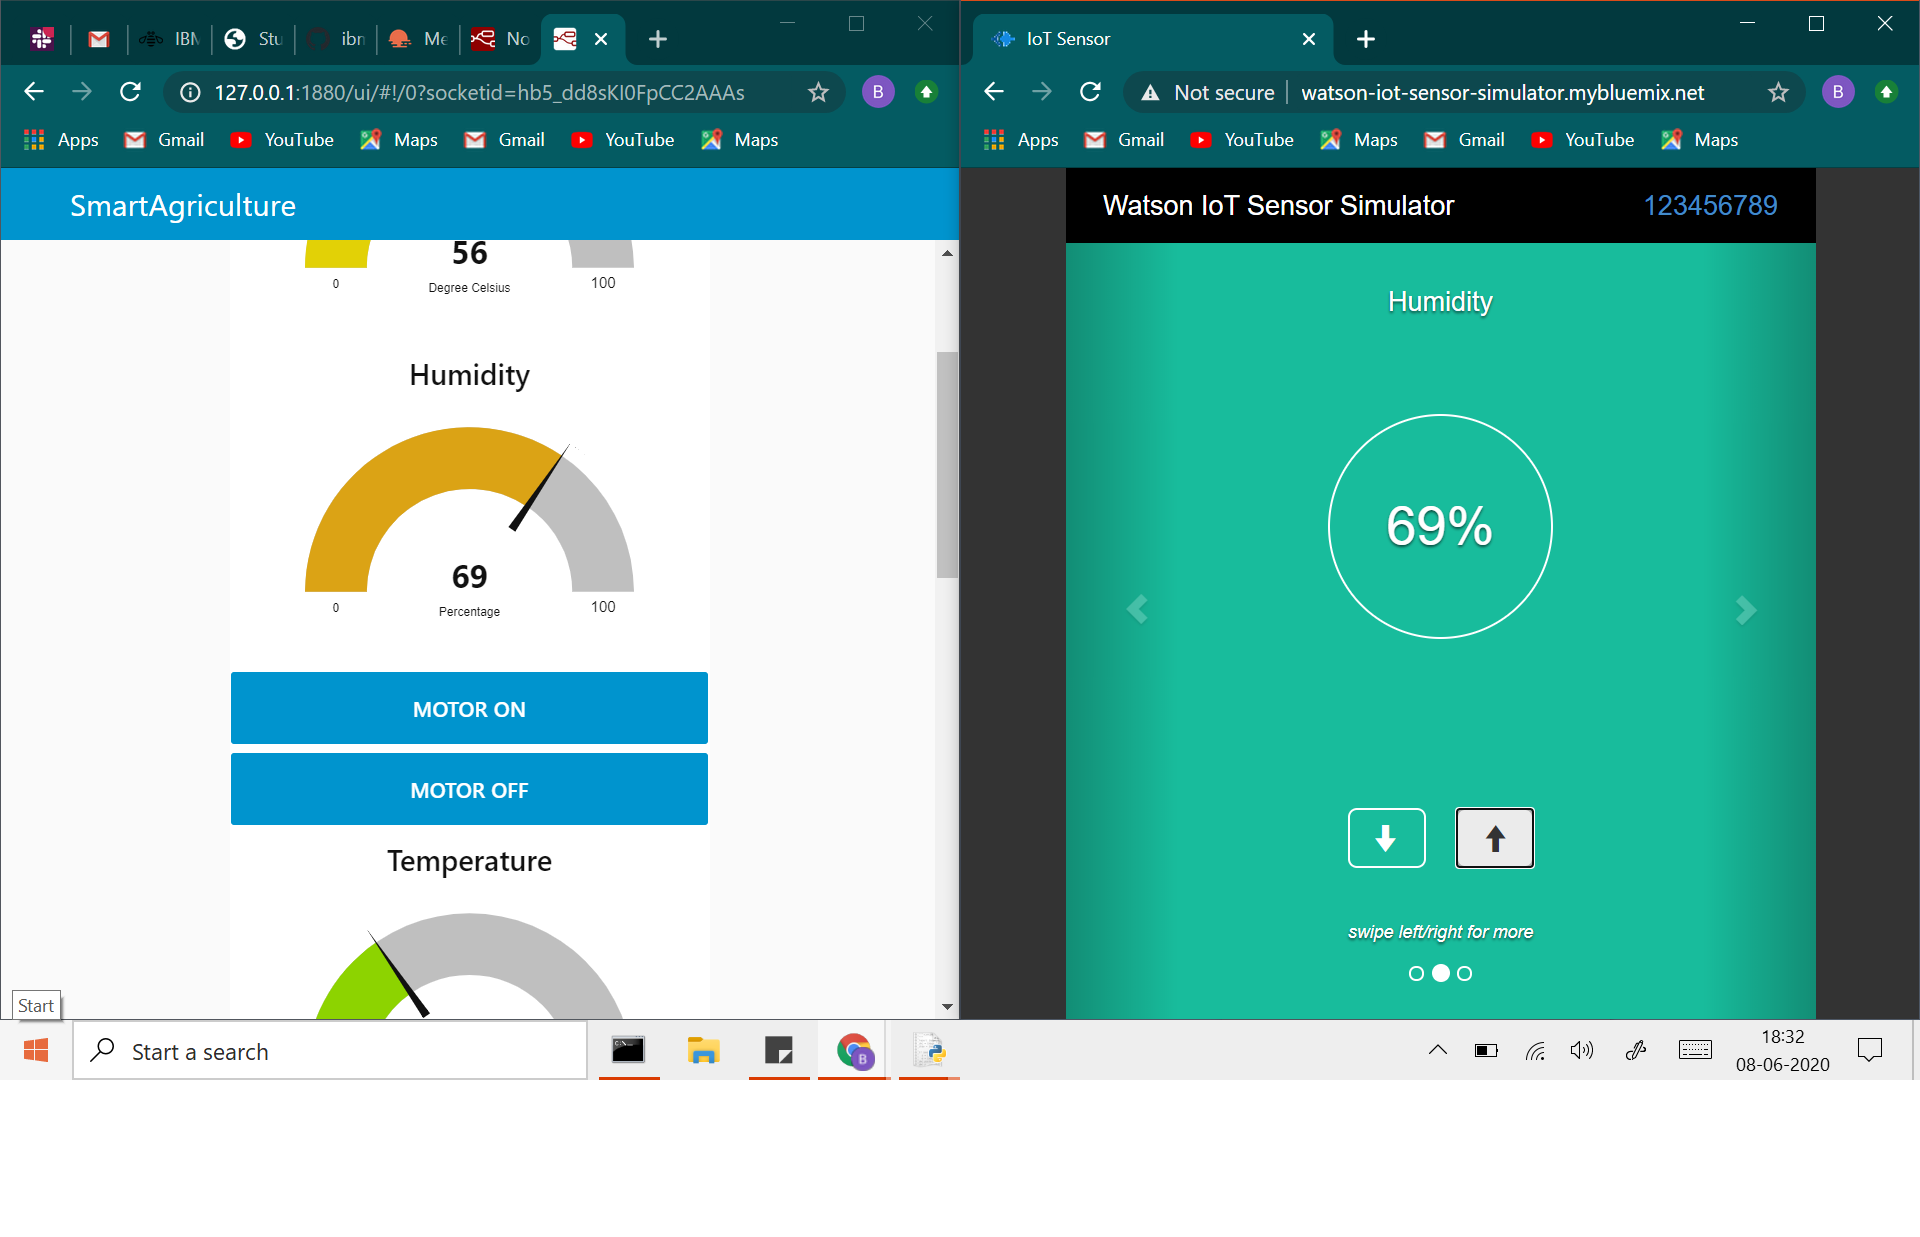 IBM
Stu
ibn
Me
No
127.0.0.1:1880/ui/#!/0?socketid=hb5_dd8sKI0FpCC2AAAs
B
Apps
Gmail
YouTube
Maps
Gmail
YouTube
Maps
SmartAgriculture
56
0
Degree Celsius
100
Humidity
69
0
Percentage
100
MOTOR ON
MOTOR OFF
Temperature
IoT Sensor
Not secure
watson-iot-sensor-simulator.mybluemix.net
B
Apps
Gmail
YouTube
Maps
Gmail
YouTube
Maps
Watson IoT Sensor Simulator
123456789
Humidity
69%
swipe left/right for more
Start
Start a search
B
18:32
08-06-2020